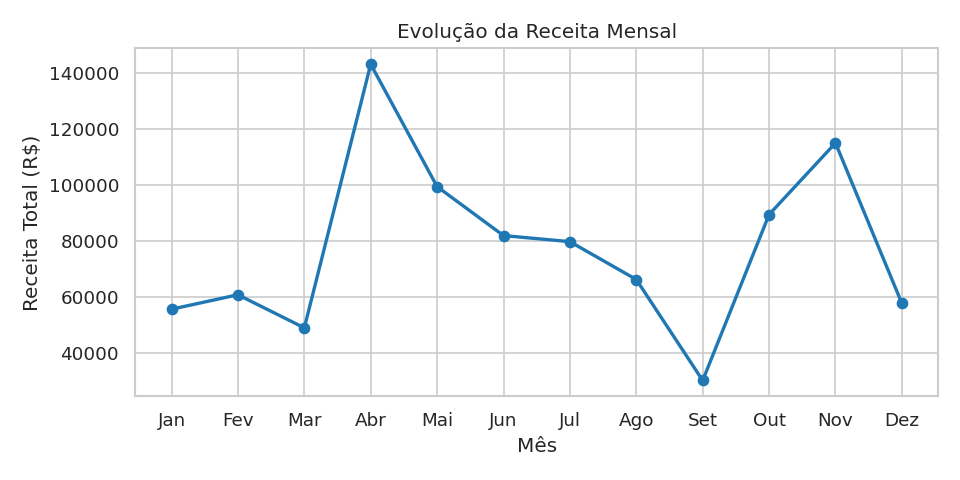 Evolução da Receita Mensal
Receita Total (R$)
140000
120000
100000
80000
60000
40000
Jan Fev Mar Abr Mai Jun Jul Ago Set Out Nov Dez
Mês